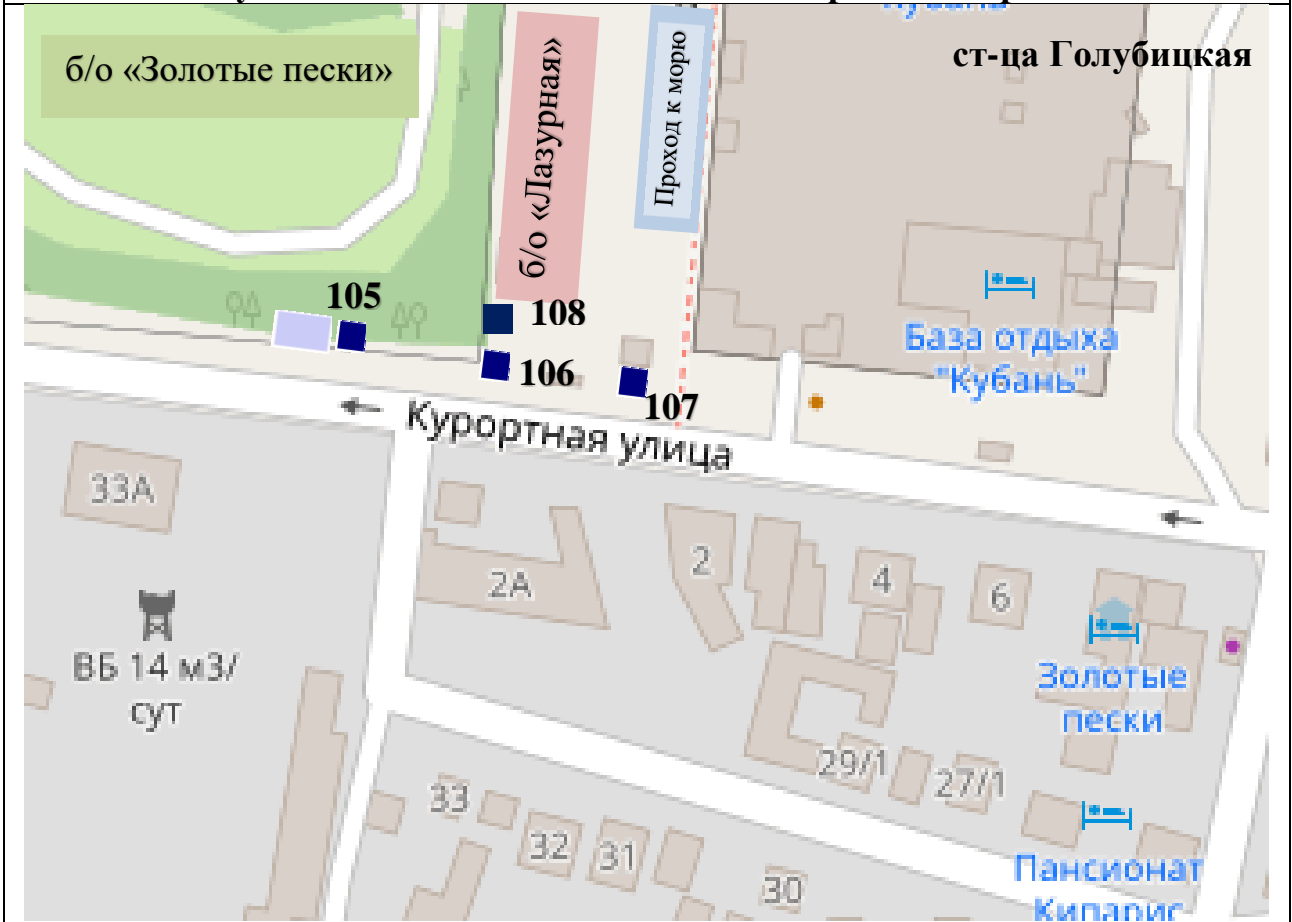 ст-ца Голубицкая
б/о «Золотые пески»
б/о «Лазурная»
Проход к морю
105
108
106
107
База отдыха
"Кубань"
Курортная улица
33А
2А
2
4
6
ВБ 14 м3/
сут
Золотые
пески
29/1
27/1
33
32
31
30
Пансионат
Кипарис